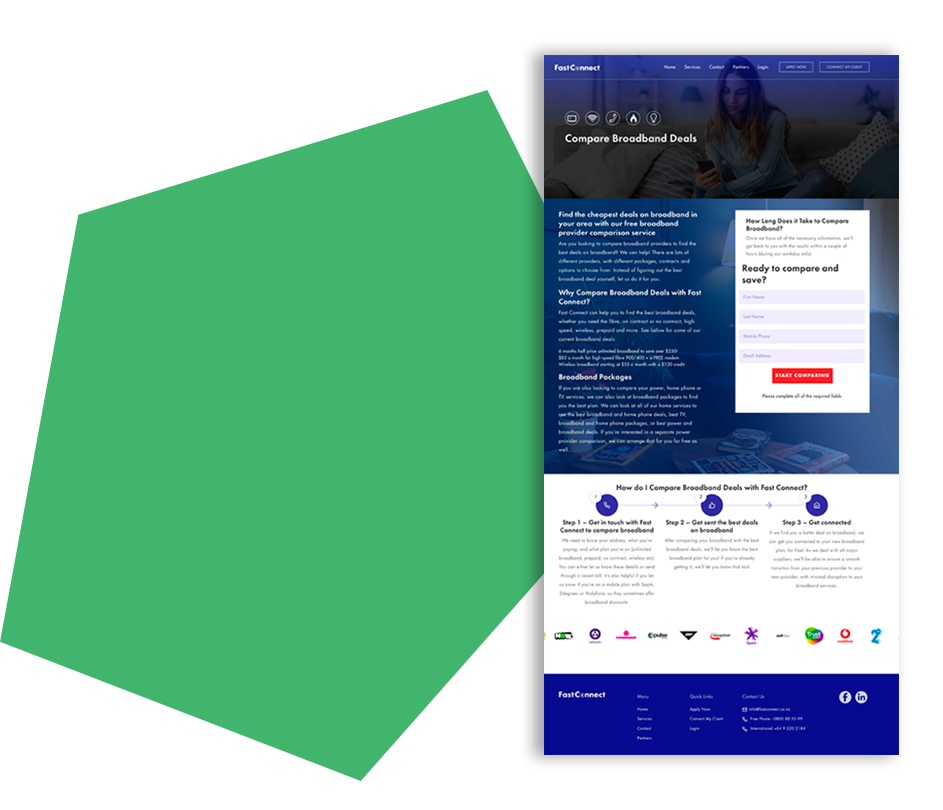 FastConnect
Home Services Contact Partners Login APPLY NOW CONNECT MY CLIENT
Compare Broadband Deals
Find the cheapest deals on broadband in
your area with our free broadband
provider comparison service
Are you looking to compare broadband providers to find the
best deals on broadband? We can help! There are lots of
different providers, with different packages, contracts and
options to choose from. Instead of figuring out the best
broadband deal yourself, let us do it for you.
Why Compare Broadband Deals with Fast
Connect?
Fast Connect can help you to find the best broadband deals,
whether you need the fibre, on contract or no contract, high-
speed, wireless, prepaid and more. See below for some of our
current broadband deals:
6 months half price unlimited broadband to save over $230!
$85 a month for high-speed fibre 900/400 + a FREE modem
Wireless broadband starting at $55 a month with a $100 credit
Broadband Packages
If you are also looking to compare your power, home phone or
TV services, we can also look at broadband packages to find
you the best plan. We can look at all of our home services to
see the best broadband and home phone deals, best TV,
broadband and home phone packages, or best power and
broadband deals. If you're interested in a separate power
provider comparison, we can arrange that for you for free as
well.
How Long Does it Take to Compare
Broadband?
Once we have all of the necessary information, we'll
get back to you with the results within a couple of
hours (during our workday only).
Ready to compare and
save?
First Name
Last Name
Mobile Phone
Email Address
START COMPARING
Please complete all of the required fields
How do I Compare Broadband Deals with Fast Connect?
1
2
3
Step 1 – Get in touch with Fast
Connect to compare broadband
We need to know your address, what you're
paying, and what plan you're on (unlimited
broadband, prepaid, no contract, wireless etc).
You can either let us know these details or send
through a recent bill. It's also helpful if you let
us know if you're on a mobile plan with Spark,
2degrees or Vodafone, as they sometimes offer
broadband discounts.
Step 2 – Get sent the best deals
on broadband
After comparing your broadband with the best
broadband deals, we'll let you know the best
broadband plan for you! If you're already
getting it, we'll let you know that too!
Step 3 – Get connected
If we find you a better deal on broadband, we
can get you connected to your new broadband
plan, for free! As we deal with all major
suppliers, we'll be able to ensure a smooth
transition from your previous provider to your
new provider, with minimal disruption to your
broadband services.
pulse
slingshot
Spark
Trust
vodafone
FastConnect
Menu
Home
Services
Contact
Partners
Quick Links
Apply Now
Connect My Client
Login
Contact Us
info@fastconnect.co.nz
Free Phone - 0800 88 20 99